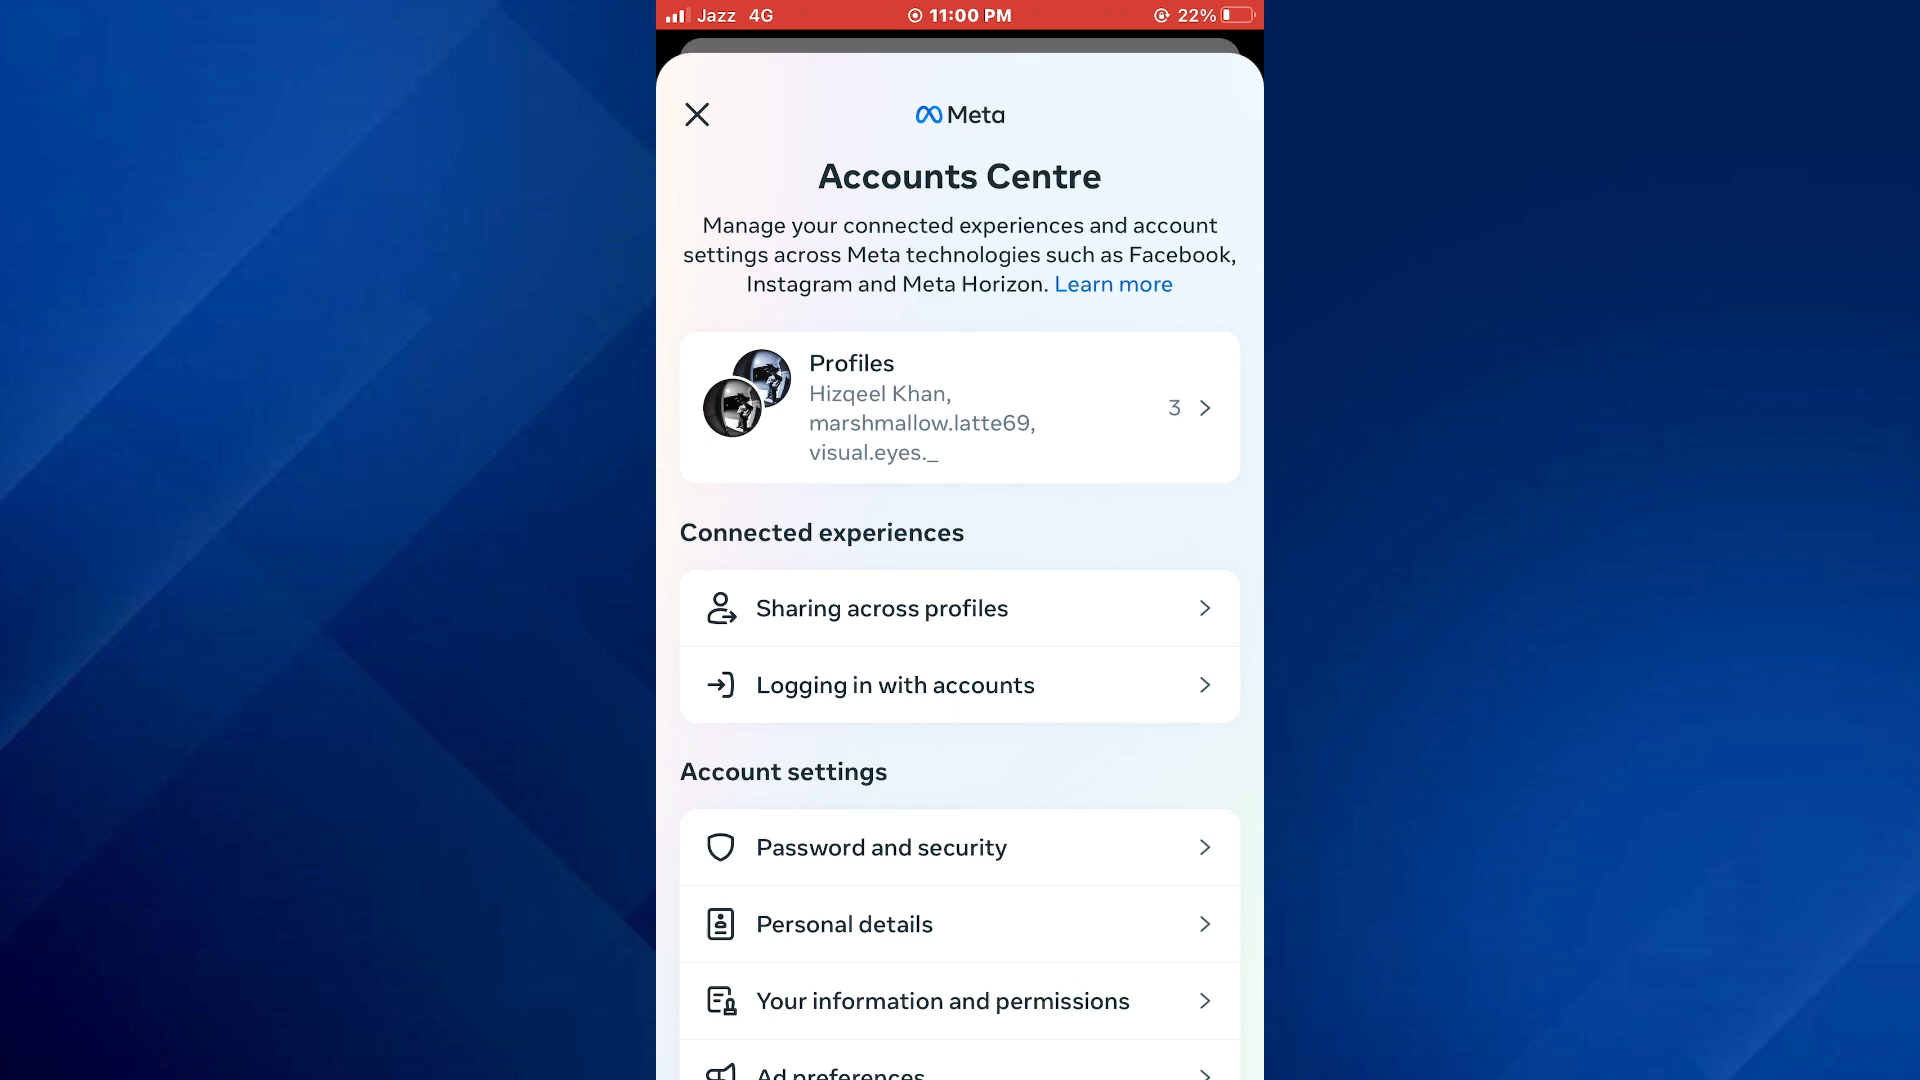 Jazz 4G 11:00 PM 22%
Meta
Accounts Centre
Manage your connected experiences and account
settings across Meta technologies such as Facebook,
Instagram and Meta Horizon. Learn more
Profiles
Hizqeel Khan,
marshmallow.latte69,
visual.eyes._
3
Connected experiences
Sharing across profiles
Logging in with accounts
Account settings
Password and security
Personal details
Your information and permissions
Ad preferences